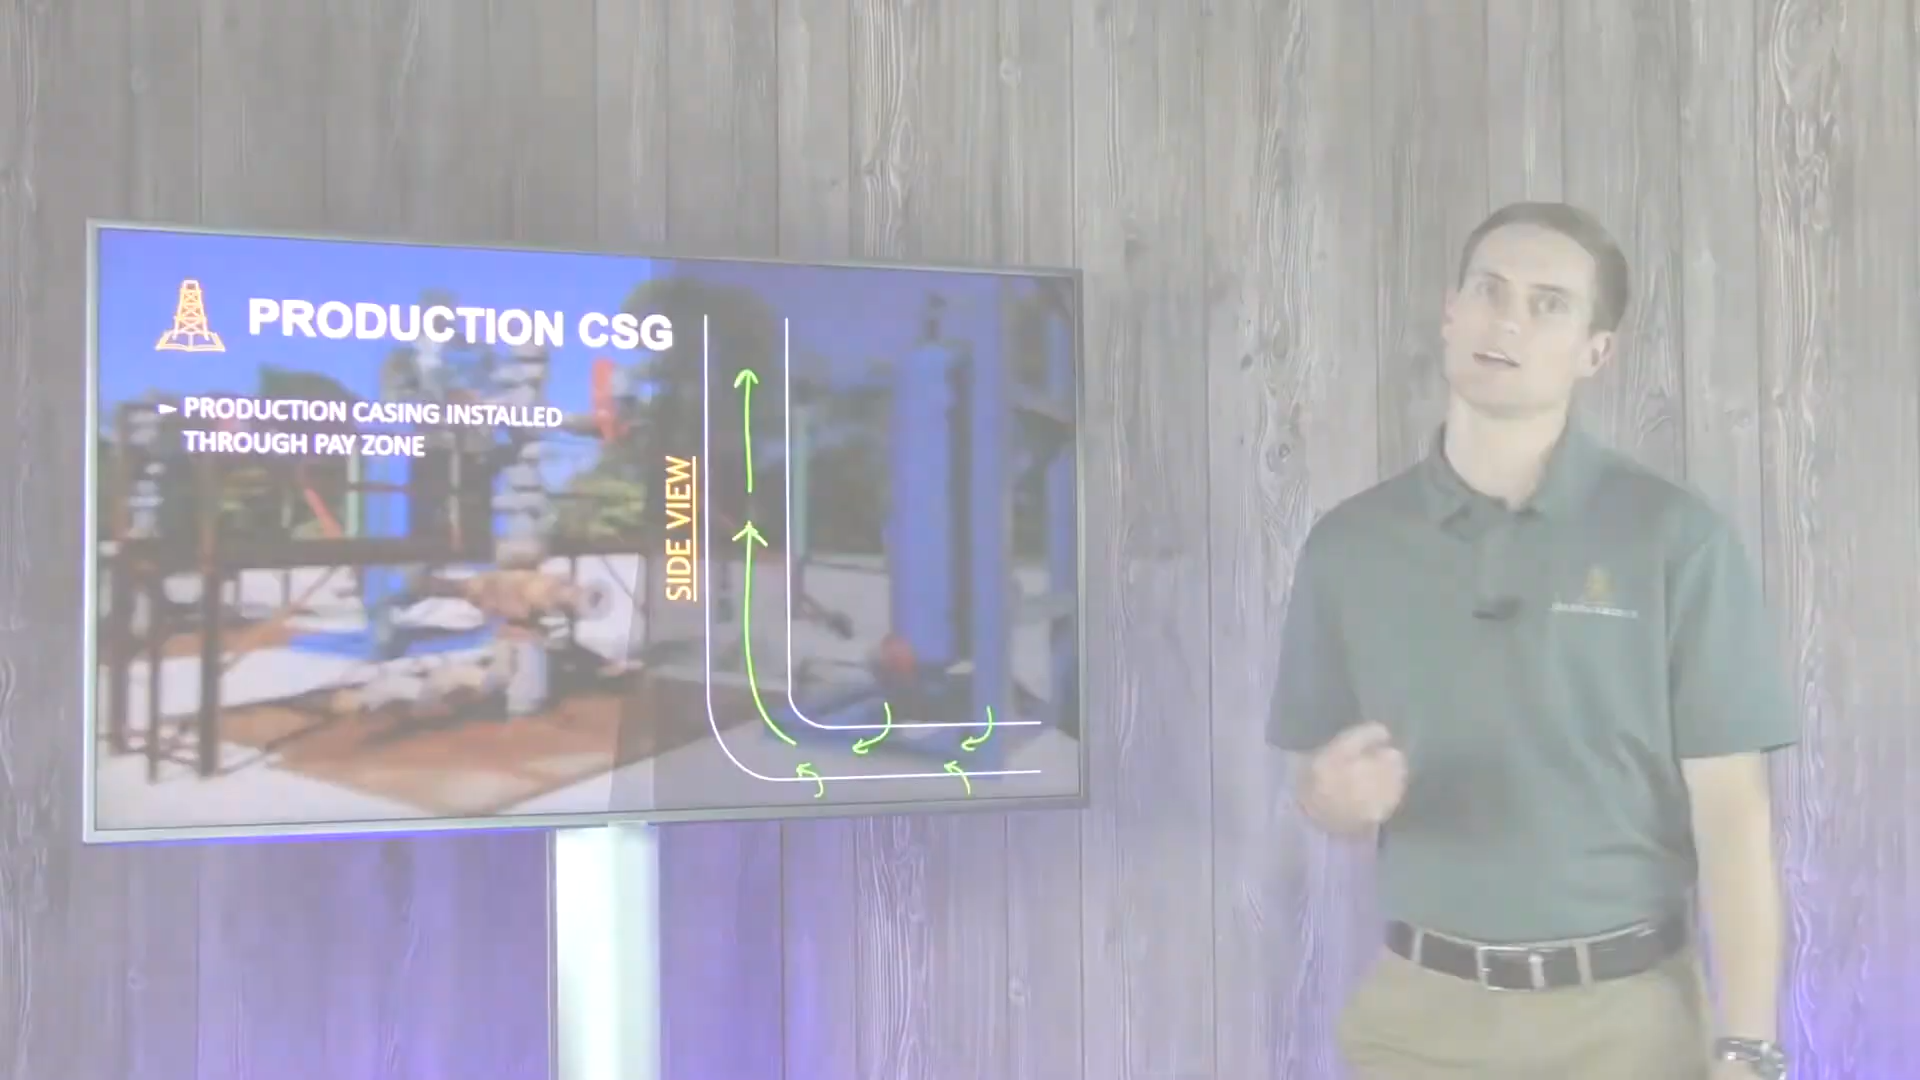 PRODUCTION CSG
► PRODUCTION CASING INSTALLED
THROUGH PAY ZONE
SIDE VIEW